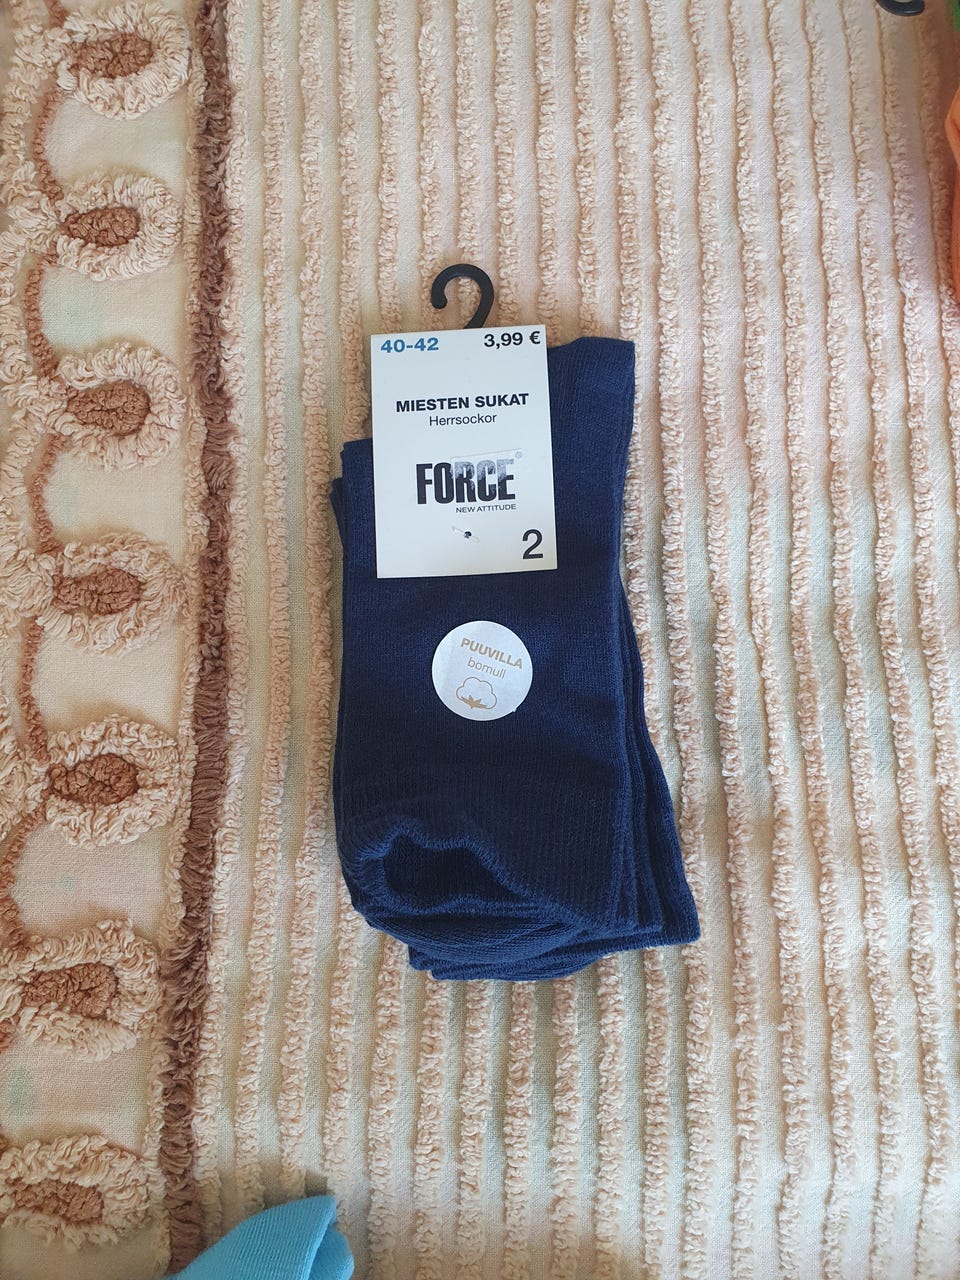 40-42 3,99 €
MIESTEN SUKAT
Herrsockor
FORCE®
NEW ATTITUDE
2
PUUVILLA
bomull